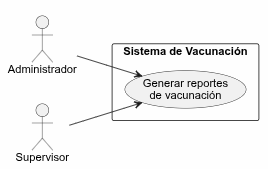 Sistema de Vacunación
Administrador
Generar reportes
de vacunación
Supervisor